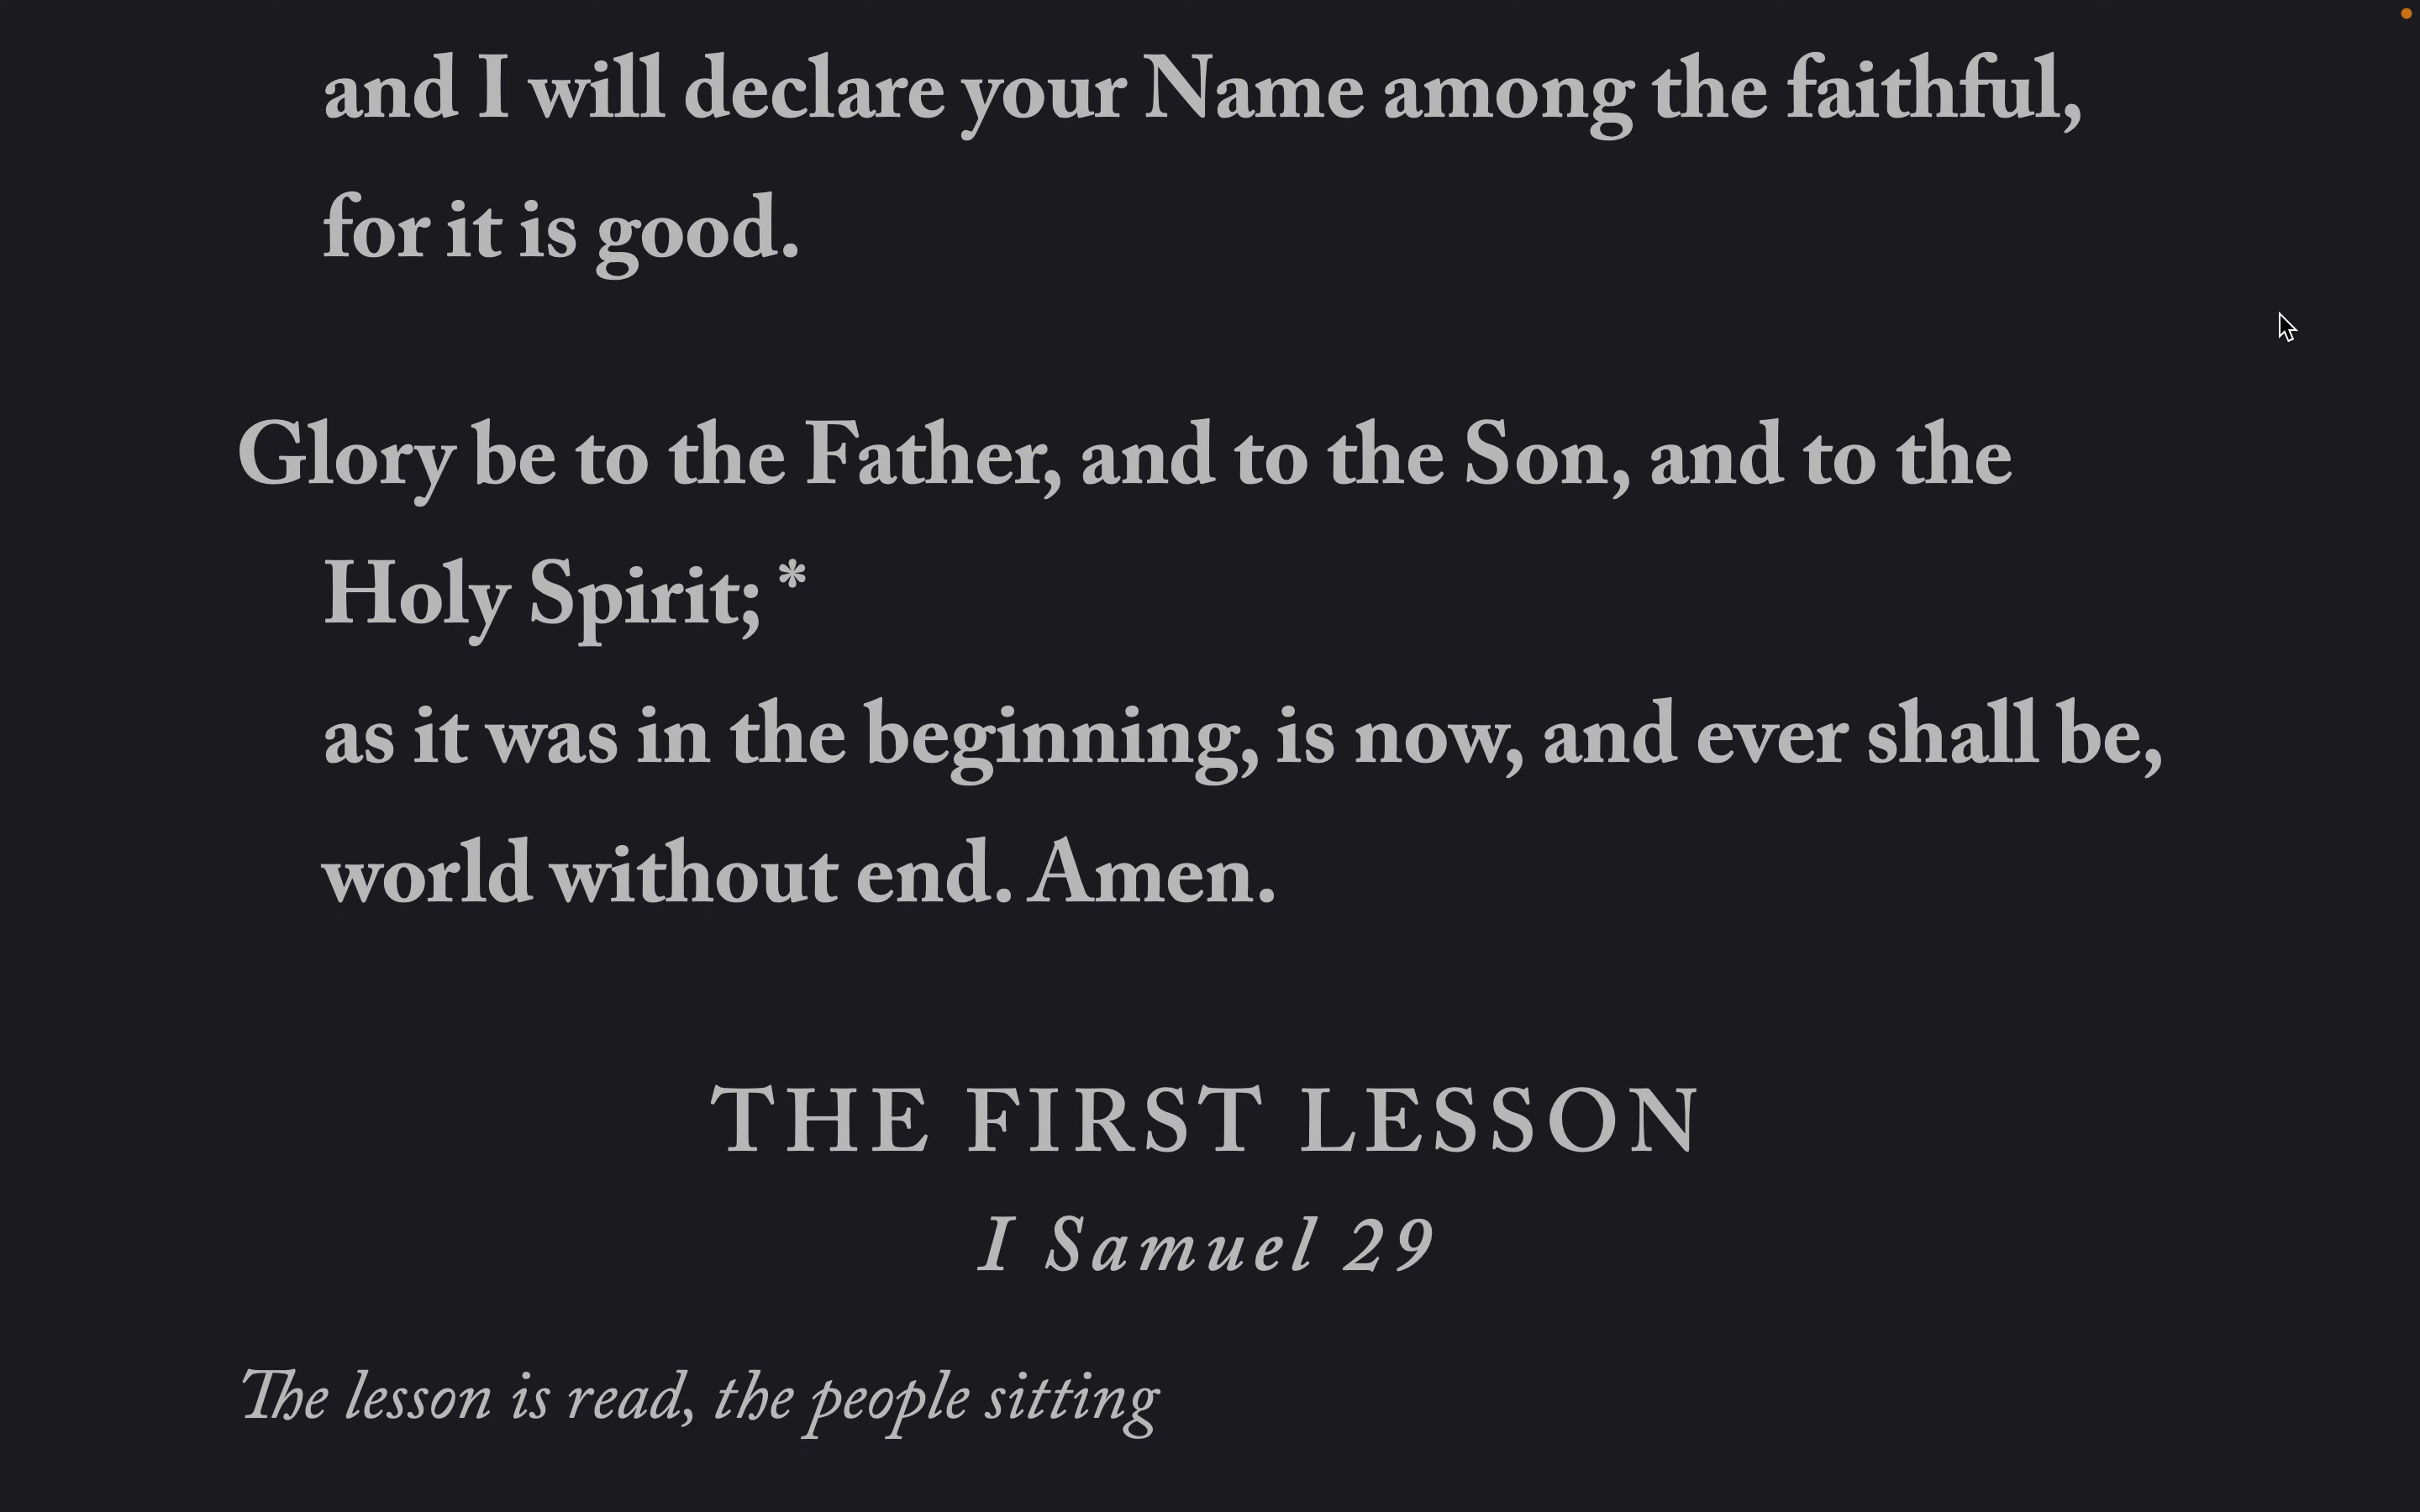 and I will declare your Name among the faithful,
for it is good.
Glory be to the Father, and to the Son, and to the
Holy Spirit;*
as it was in the beginning, is now, and ever shall be,
world without end. Amen.
THE FIRST LESSON
I Samuel 29
The lesson is read, the people sitting